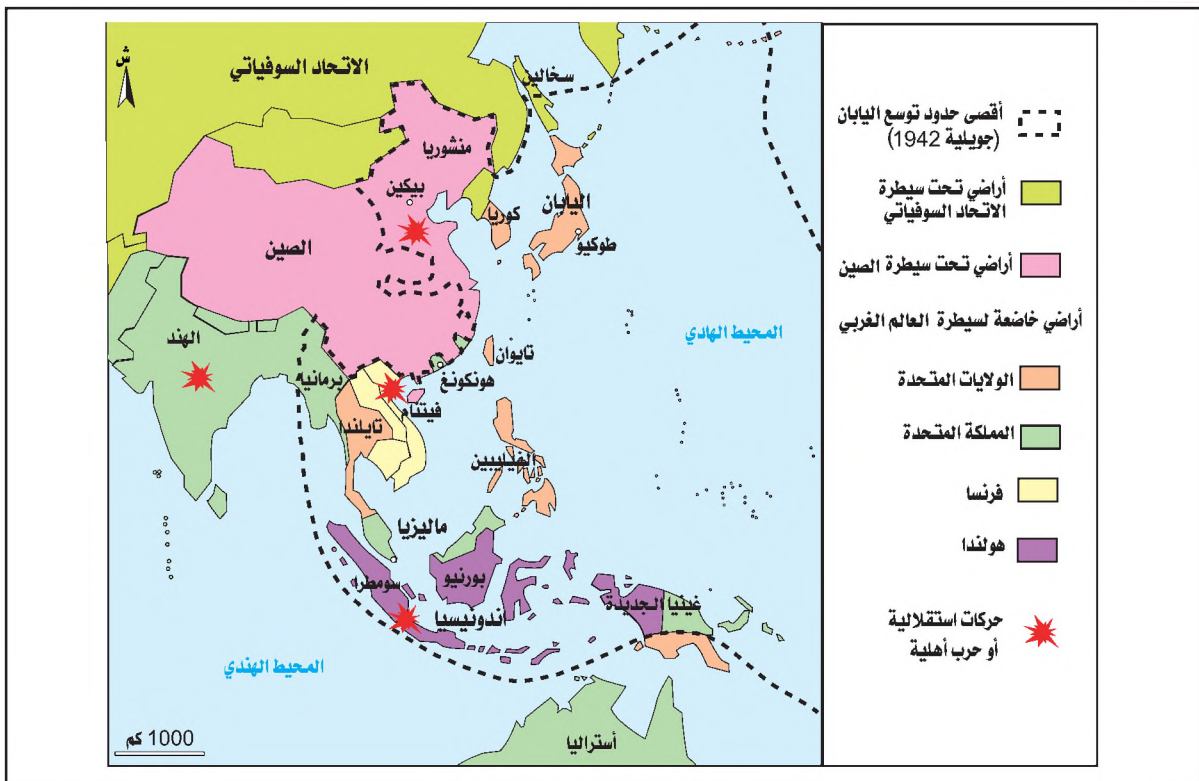 ش
الاتحاد السوفياتي
سخالين
منشوريا
بيكين
كوريا
اليابان
طوكيو
الصين
المحيط الهادي
الهند
برمانيا
تايوان
هونكونغ
فيتنام
تايلندا
الفيليبين
ماليزيا
سومطرا
بورنيو
اندونيسيا
غينيا الجديدة
المحيط الهندي
أستراليا
1000 كم
أقصى حدود توسع اليابان
(جويلية 1942)
أراضي تحت سيطرة
الاتحاد السوفياتي
أراضي تحت سيطرة الصين
أراضي خاضعة لسيطرة العالم الغربي
الولايات المتحدة
المملكة المتحدة
فرنسا
هولندا
حركات استقلالية
أو حرب أهلية